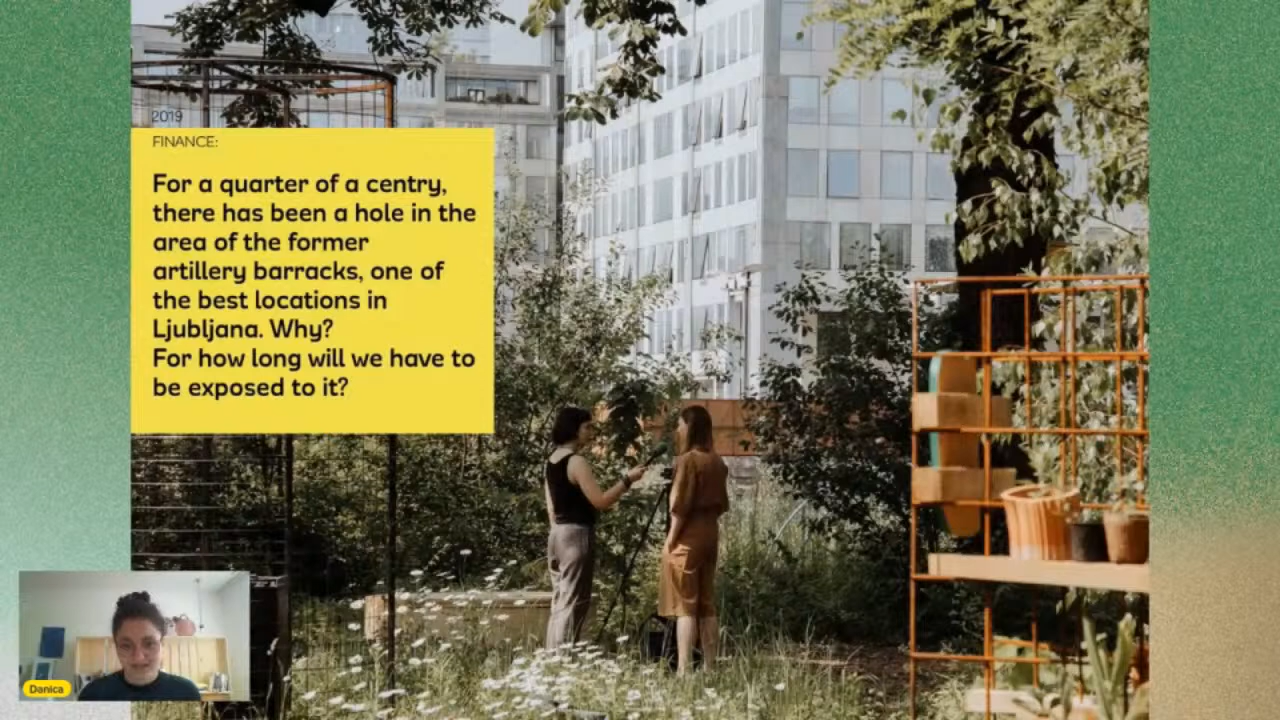 2019
FINANCE:
For a quarter of a centry,
there has been a hole in the
area of the former
artillery barracks, one of
the best locations in
Ljubljana. Why?
For how long will we have to
be exposed to it?
Danica